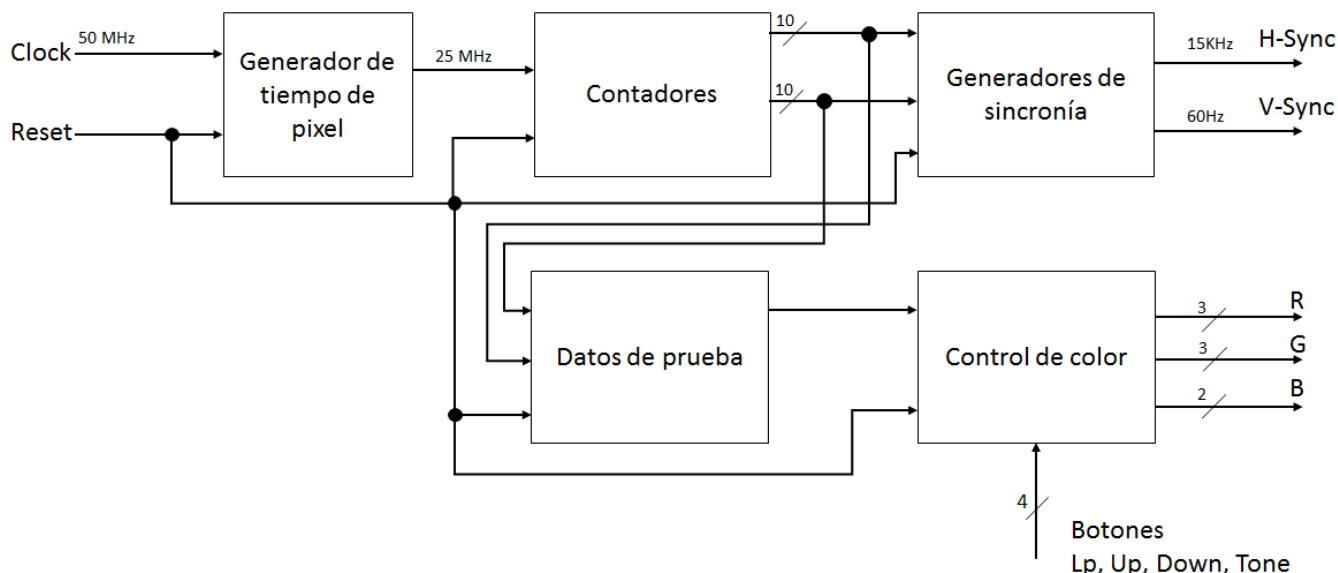 Clock
50 MHz
Reset
Generador de
tiempo de
pixel
25 MHz
Contadores
10
10
Generadores de
sincronía
15KHz
H-Sync
60Hz
V-Sync
Datos de prueba
Control de color
3
R
3
G
2
B
4
Botones
Lp, Up, Down, Tone